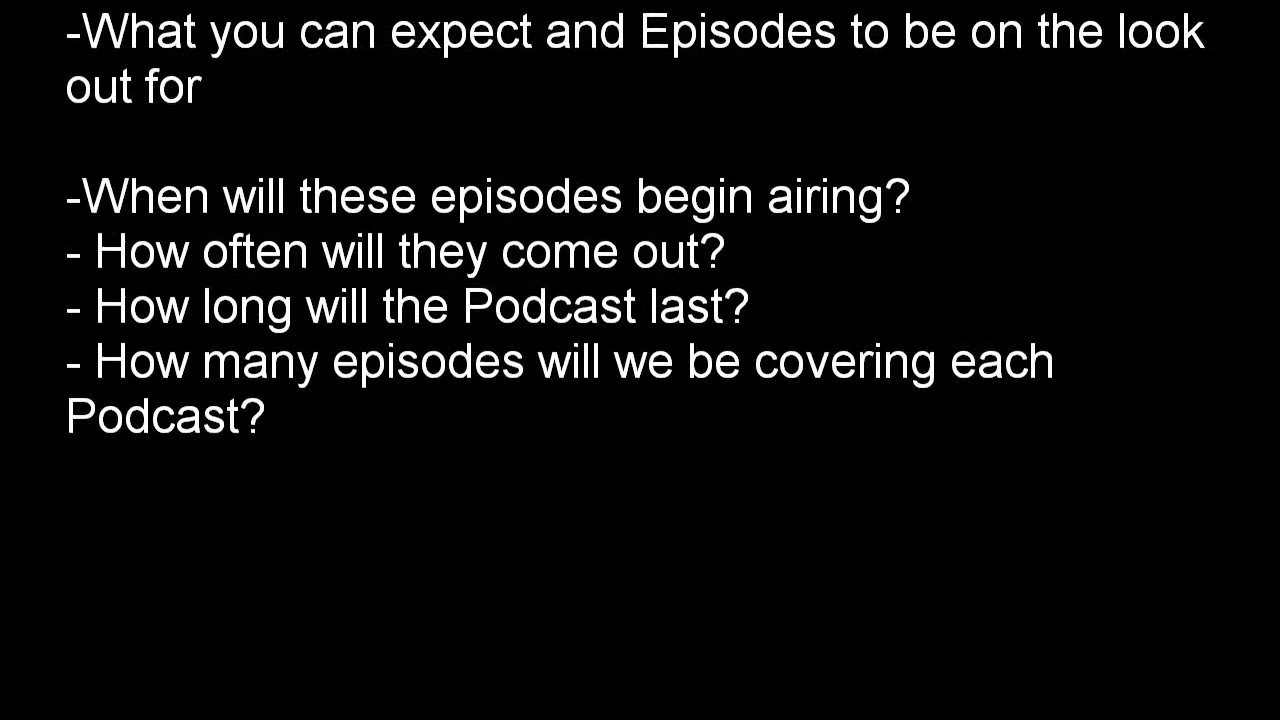 -What you can expect and Episodes to be on the look
out for
-When will these episodes begin airing?
- How often will they come out?
- How long will the Podcast last?
- How many episodes will we be covering each
Podcast?